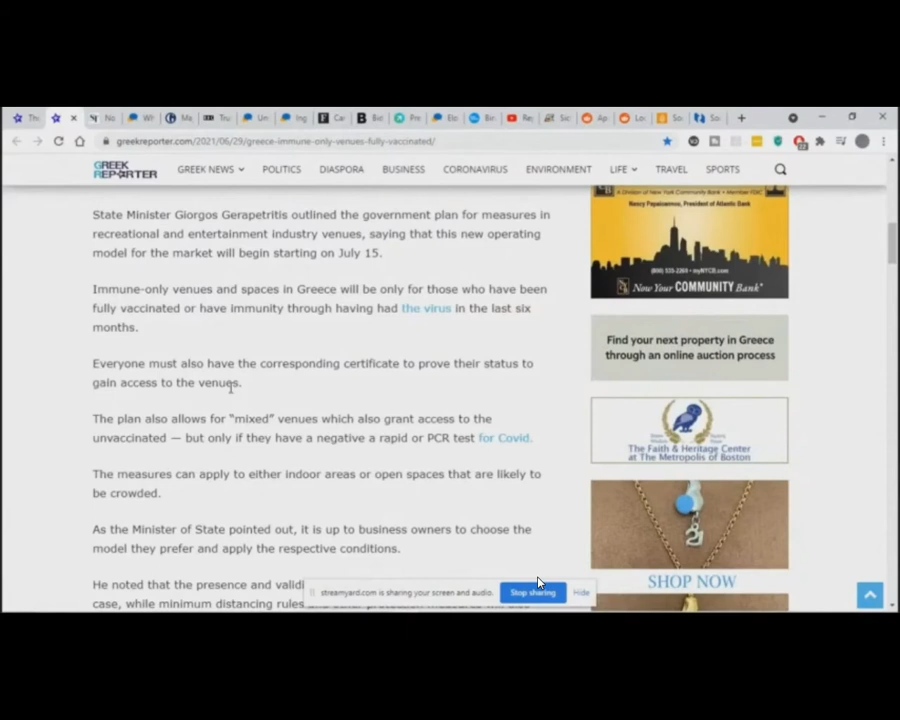 greekreporter.com/2021/06/29/greece-immune-only-venues-fully-vaccinated/
GREEK REPORTER GREEK NEWS POLITICS DIASPORA BUSINESS CORONAVIRUS ENVIRONMENT LIFE TRAVEL SPORTS
State Minister Giorgos Gerapetritis outlined the government plan for measures in
recreational and entertainment industry venues, saying that this new operating
model for the market will begin starting on July 15.
Immune-only venues and spaces in Greece will be only for those who have been
fully vaccinated or have immunity through having had the virus in the last six
months.
Everyone must also have the corresponding certificate to prove their status to
gain access to the venues.
The plan also allows for “mixed” venues which also grant access to the
unvaccinated — but only if they have a negative a rapid or PCR test for Covid.
The measures can apply to either indoor areas or open spaces that are likely to
be crowded.
As the Minister of State pointed out, it is up to business owners to choose the
model they prefer and apply the respective conditions.
He noted that the presence and
case, while minimum distancing rules
A Division of New York Community Bank • Member FDIC
Nancy Papaioannou, President of Atlantic Bank
myNYCB.com
Now Your COMMUNITY Bank
Find your next property in Greece
through an online auction process
The Faith & Heritage Center
at The Metropolis of Boston
21
SHOP NOW
streamyard.com is sharing your screen and audio. Stop sharing Hide